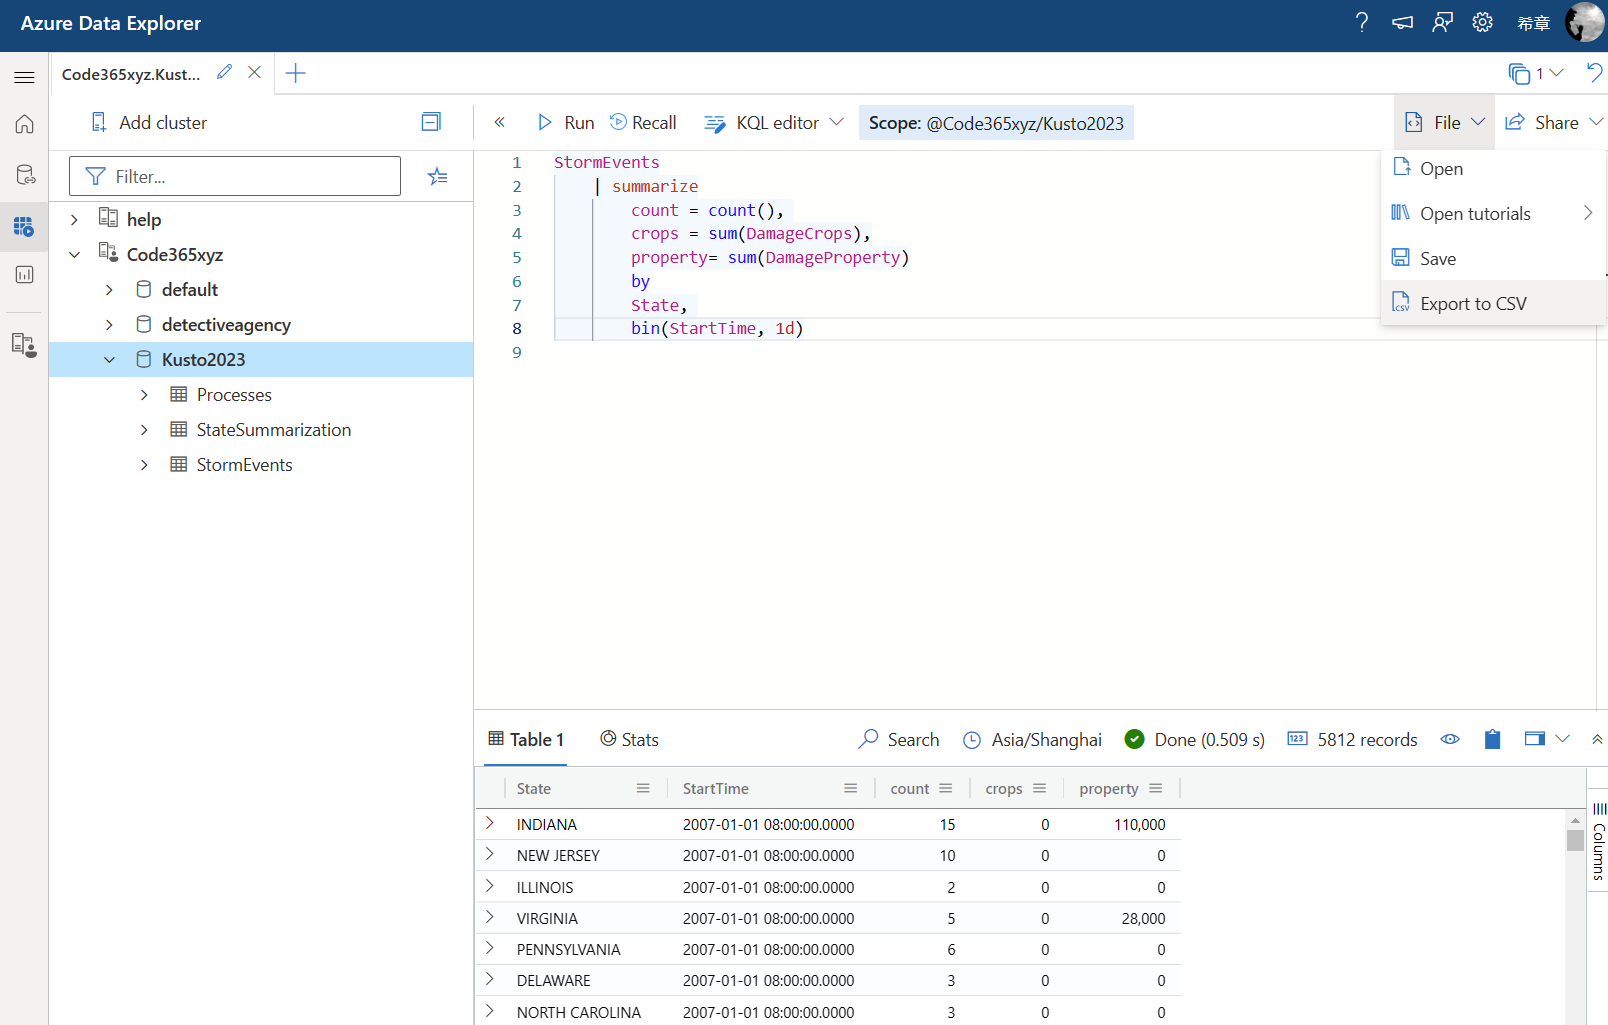 Azure Data Explorer
希章
Code365xyz.Kust...
1
Add cluster
Run
Recall
KQL editor
Scope: @Code365xyz/Kusto2023
File
Share
Filter...
help
Code365xyz
default
detectiveagency
Kusto2023
Processes
StateSummarization
StormEvents
1 StormEvents
2 | summarize
3 count = count(),
4 crops = sum(DamageCrops),
5 property= sum(DamageProperty)
6 by
7 State,
8 bin(StartTime, 1d)
9
Open
Open tutorials
Save
CSV Export to CSV
Table 1
Stats
Search
Asia/Shanghai
Done (0.509 s)
123 5812 records
State StartTime count crops property
INDIANA 2007-01-01 08:00:00.0000 15 0 110,000
NEW JERSEY 2007-01-01 08:00:00.0000 10 0 0
ILLINOIS 2007-01-01 08:00:00.0000 2 0 0
VIRGINIA 2007-01-01 08:00:00.0000 5 0 28,000
PENNSYLVANIA 2007-01-01 08:00:00.0000 6 0 0
DELAWARE 2007-01-01 08:00:00.0000 3 0 0
NORTH CAROLINA 2007-01-01 08:00:00.0000 3 0 0
Columns